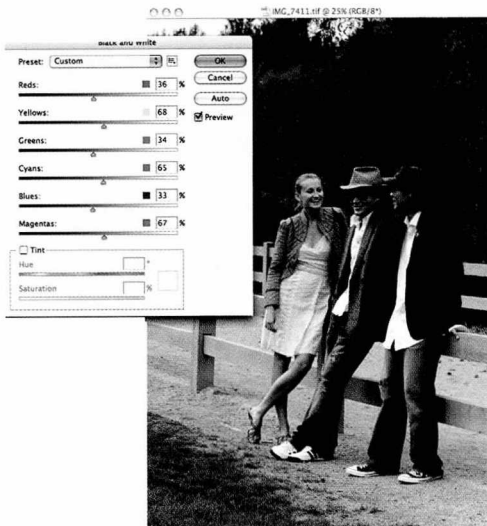 IMG_7411.tif @ 25% (RGB/8*)
Black and White
Preset: Custom
OK
Cancel
Auto
Preview
Reds: 36 %
Yellows: 68 %
Greens: 34 %
Cyans: 65 %
Blues: 33 %
Magentas: 67 %
Tint
Hue °
Saturation %